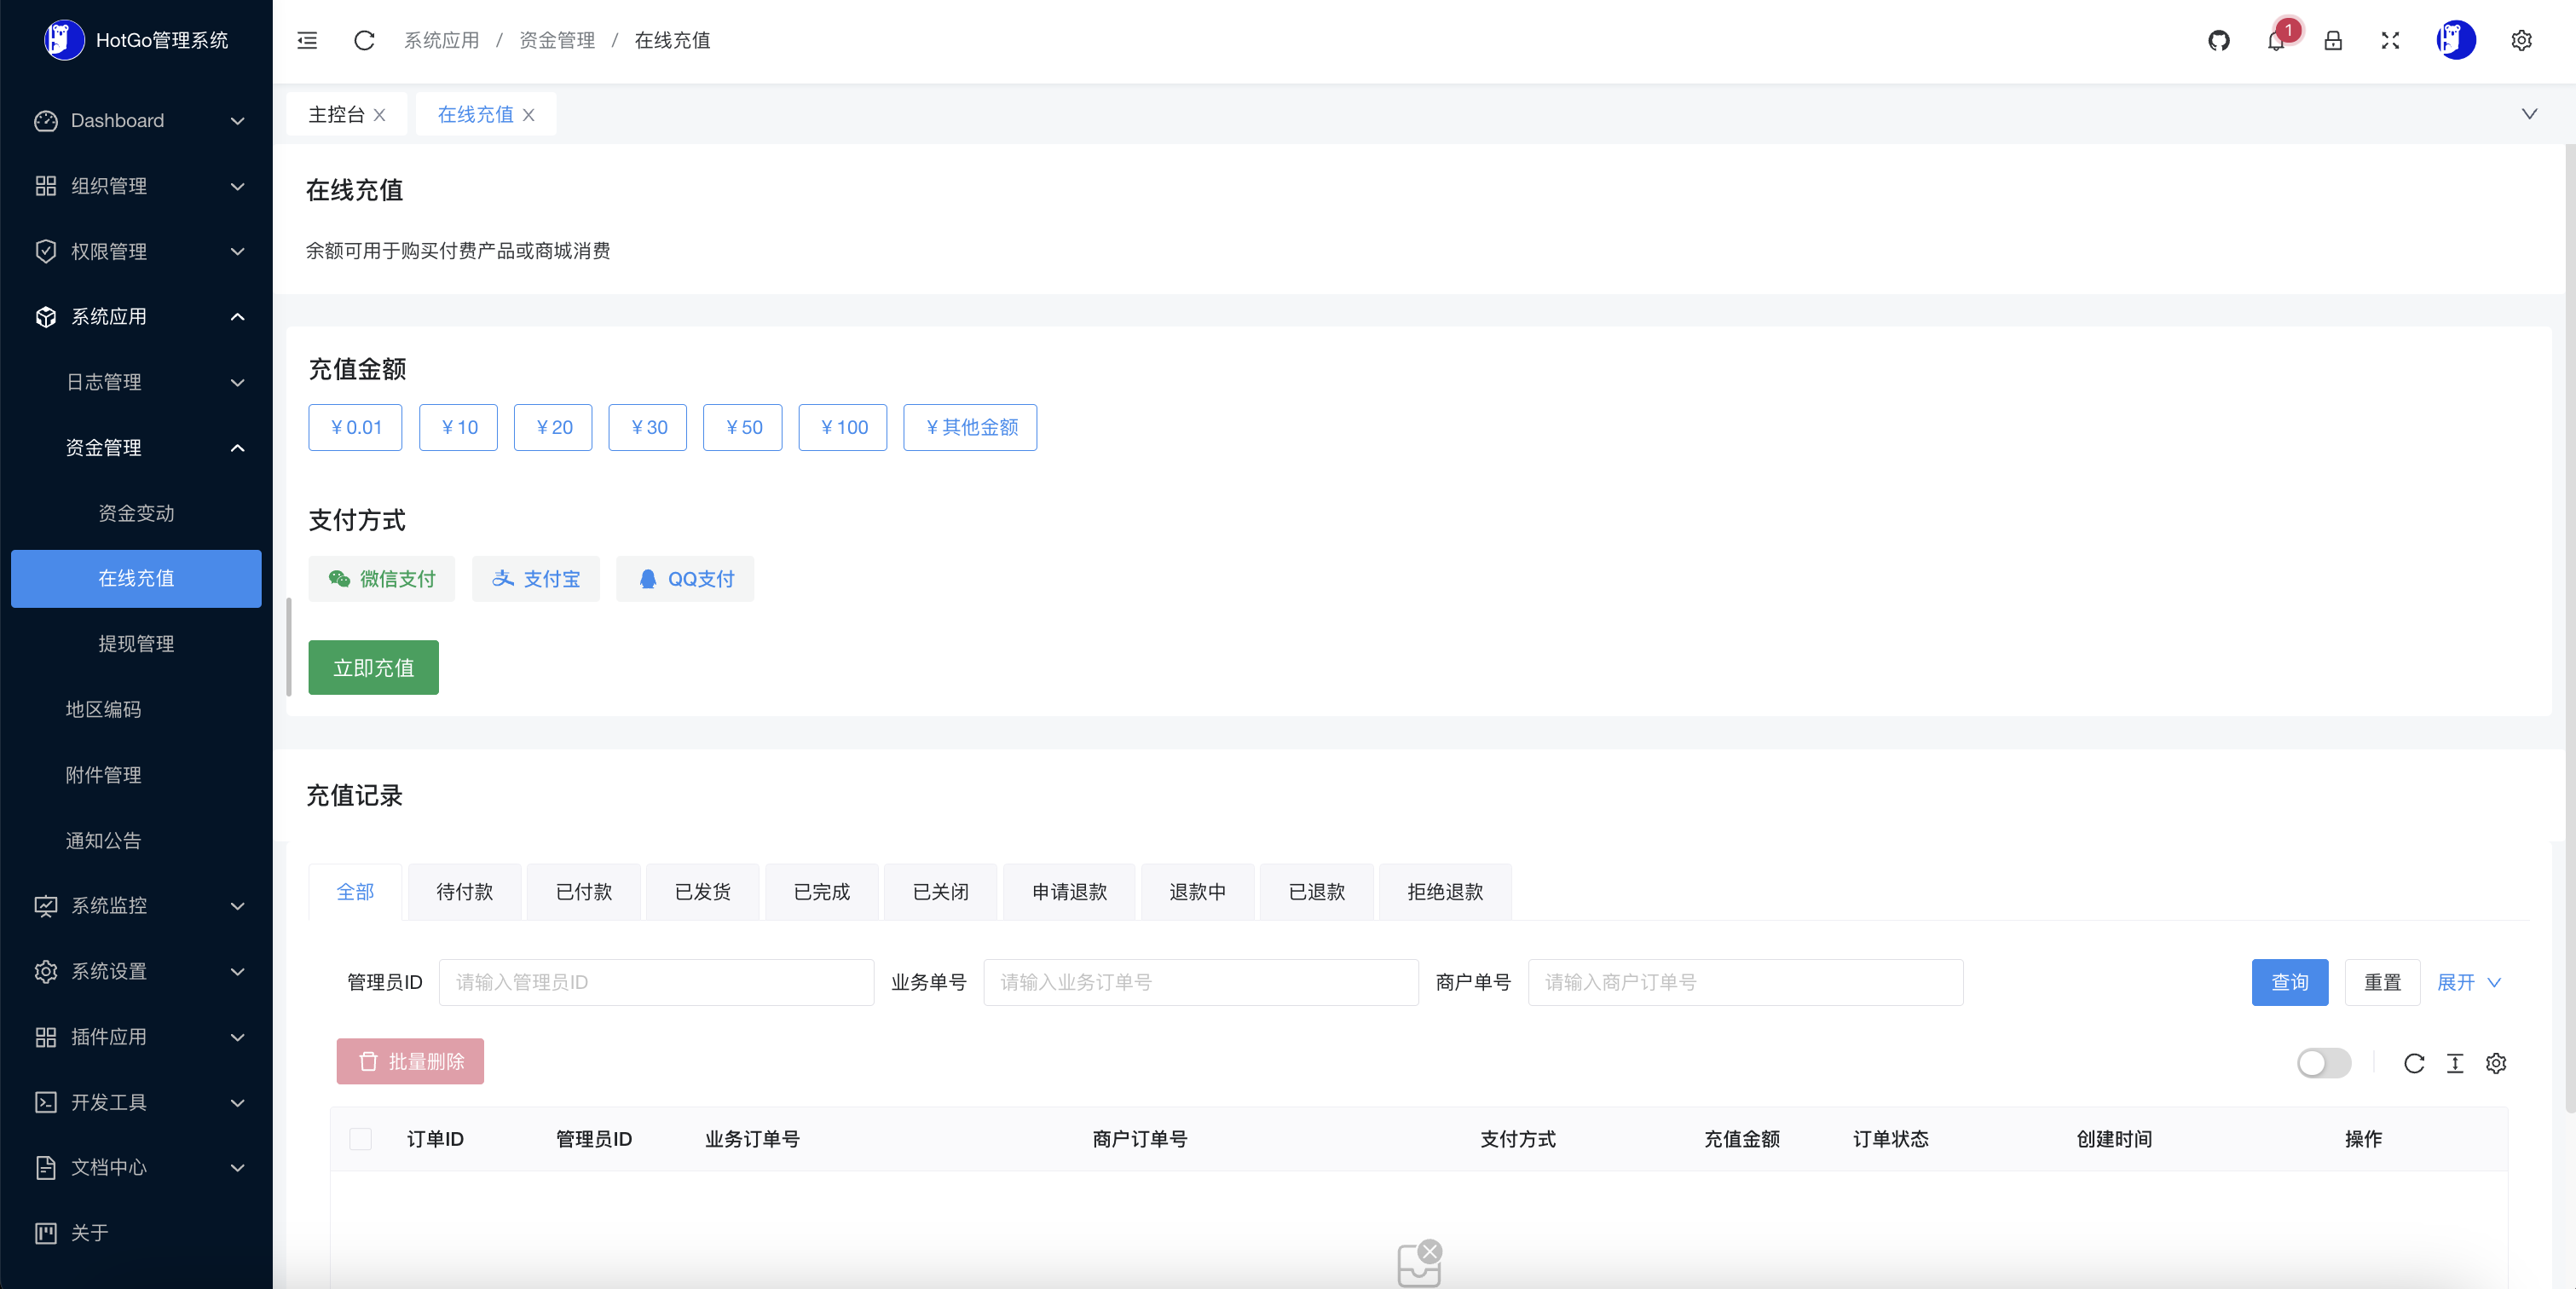 HotGo管理系统
系统应用 / 资金管理 / 在线充值
1
Dashboard
组织管理
权限管理
系统应用
日志管理
资金管理
资金变动
在线充值
提现管理
地区编码
附件管理
通知公告
系统监控
系统设置
插件应用
开发工具
文档中心
关于
主控台 在线充值
在线充值
余额可用于购买付费产品或商城消费
充值金额
¥0.01 ¥10 ¥20 ¥30 ¥50 ¥100 ¥其他金额
支付方式
微信支付 支付宝 QQ支付
立即充值
充值记录
全部 待付款 已付款 已发货 已完成 已关闭 申请退款 退款中 已退款 拒绝退款
管理员ID 请输入管理员ID 业务单号 请输入业务订单号 商户单号 请输入商户订单号 查询 重置 展开
批量删除
订单ID 管理员ID 业务订单号 商户订单号 支付方式 充值金额 订单状态 创建时间 操作